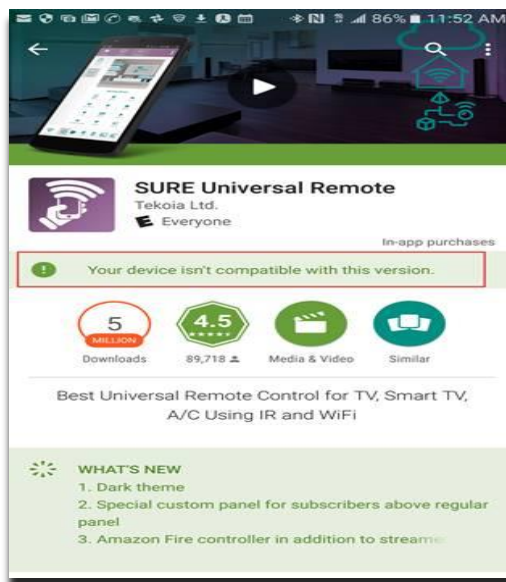 86% 11:52 AM
SURE Universal Remote
Tekoia Ltd.
E Everyone
In-app purchases
Your device isn't compatible with this version.
5
MILLION
4.5
Downloads
89,718
Media & Video
Similar
Best Universal Remote Control for TV, Smart TV,
A/C Using IR and WiFi
WHAT'S NEW
1. Dark theme
2. Special custom panel for subscribers above regular
panel
3. Amazon Fire controller in addition to streame